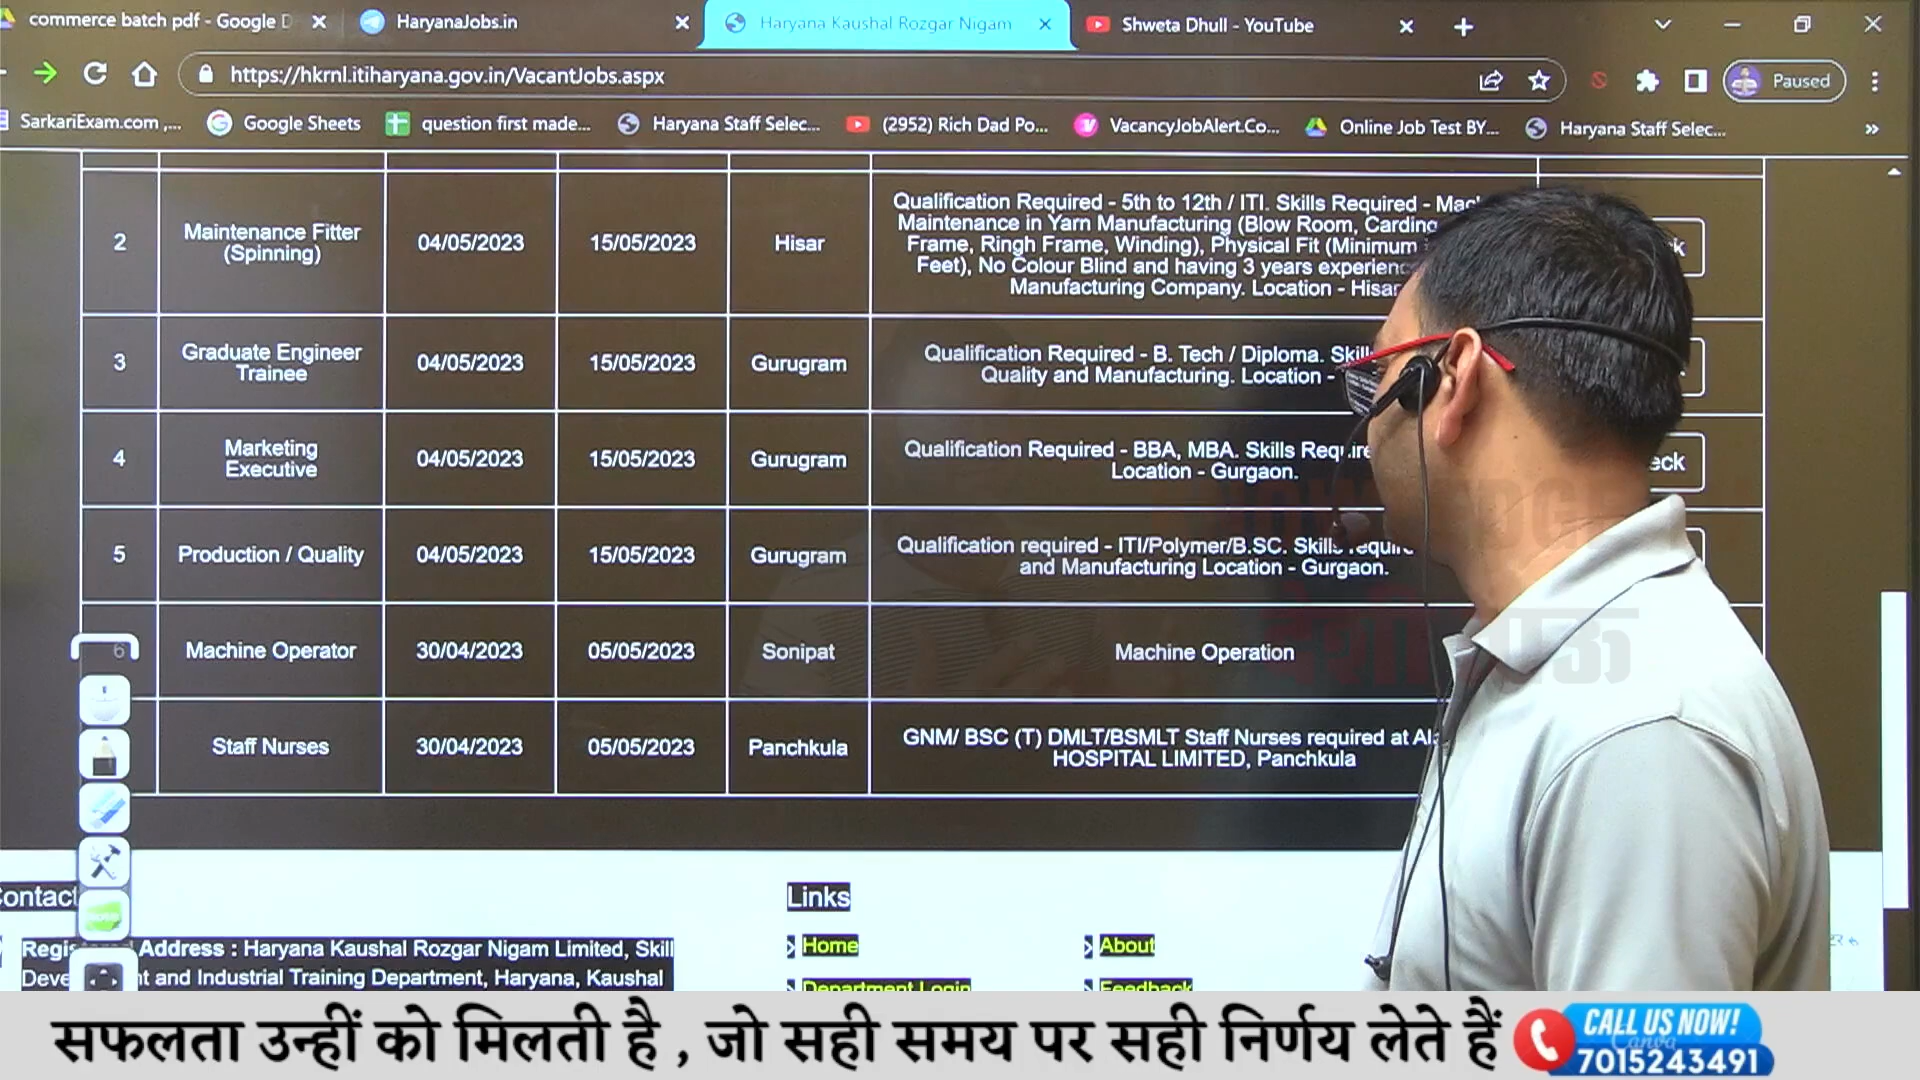 commerce batch pdf - Google D
HaryanaJobs.in
Haryana Kaushal Rozgar Nigam
Shweta Dhull - YouTube
https://hkrnl.itiharyana.gov.in/VacantJobs.aspx
Paused
SarkariExam.com ,...
Google Sheets
question first made...
Haryana Staff Selec...
(2952) Rich Dad Po...
VacancyJobAlert.Co...
Online Job Test BY...
Haryana Staff Selec...
2
Maintenance Fitter
(Spinning)
04/05/2023
15/05/2023
Hisar
Qualification Required - 5th to 12th / ITI. Skills Required -
Maintenance in Yarn Manufacturing (Blow Room, Carding
Frame, Ringh Frame, Winding), Physical Fit (Minimum
Feet), No Colour Blind and having 3 years
Manufacturing Company. Location - Hisar
3
Graduate Engineer
Trainee
04/05/2023
15/05/2023
Gurugram
Qualification Required - B. Tech / Diploma.
Quality and Manufacturing. Location -
4
Marketing
Executive
04/05/2023
15/05/2023
Gurugram
Qualification Required - BBA, MBA. Skills
Location - Gurgaon.
5
Production / Quality
04/05/2023
15/05/2023
Gurugram
Qualification required - ITI/Polymer/B.SC. Skills
and Manufacturing Location - Gurgaon.
6
Machine Operator
30/04/2023
05/05/2023
Sonipat
Machine Operation
Staff Nurses
30/04/2023
05/05/2023
Panchkula
GNM/ BSC (T) DMLT/BSMLT Staff Nurses required at
HOSPITAL LIMITED, Panchkula
Links
Address : Haryana Kaushal Rozgar Nigam Limited, Skill
and Industrial Training Department, Haryana, Kaushal
Home
About
Department Login
Feedback
सफलता उन्हीं को मिलती है , जो सही समय पर सही निर्णय लेते हैं
CALL US NOW!
Canva
7015243491